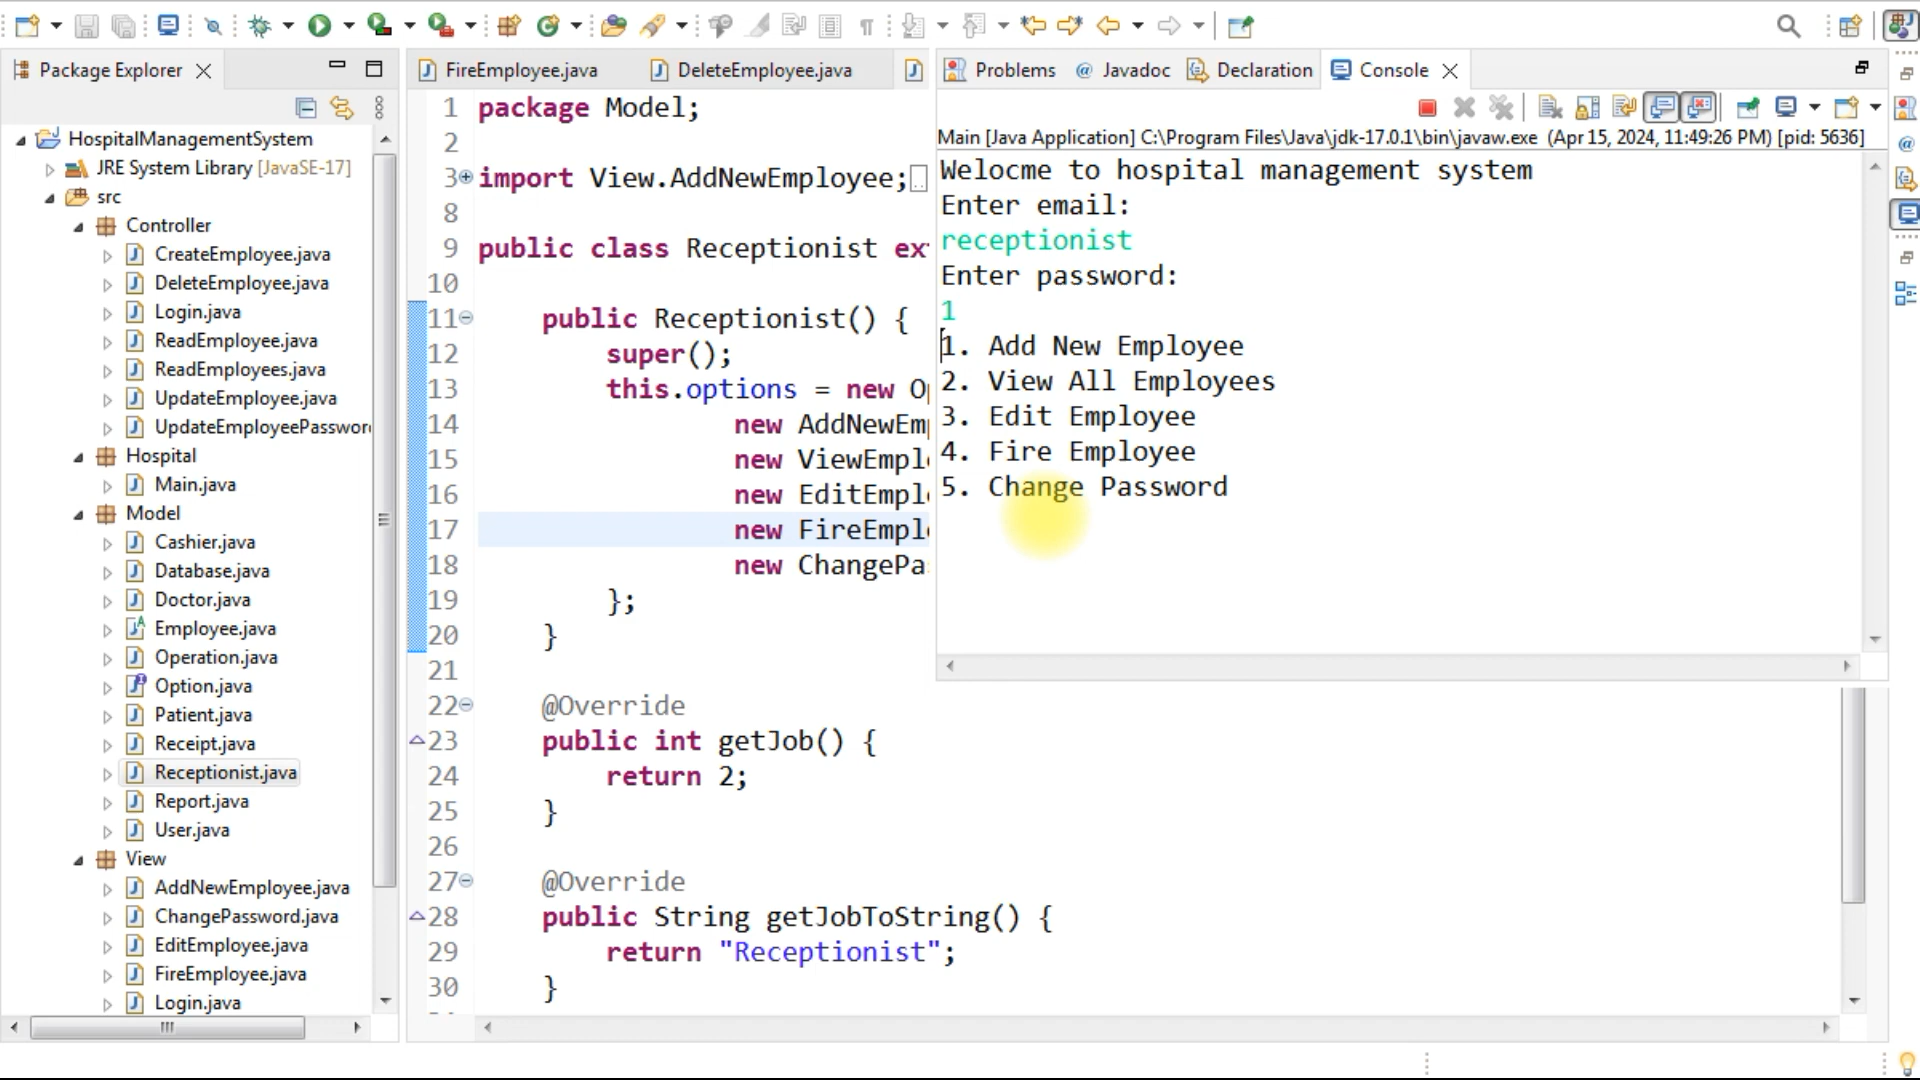 Package Explorer
HospitalManagementSystem
JRE System Library [JavaSE-17]
src
Controller
CreateEmployee.java
DeleteEmployee.java
Login.java
ReadEmployee.java
ReadEmployees.java
UpdateEmployee.java
UpdateEmployeePassword
Hospital
Main.java
Model
Cashier.java
Database.java
Doctor.java
Employee.java
Operation.java
Option.java
Patient.java
Receipt.java
Receptionist.java
Report.java
User.java
View
AddNewEmployee.java
ChangePassword.java
EditEmployee.java
FireEmployee.java
Login.java
FireEmployee.java DeleteEmployee.java
1 package Model;
2
3 import View.AddNewEmployee;
8
9 public class Receptionist ex
10
11 public Receptionist() {
12 super();
13 this.options = new Op
14 new AddNewEmp
15 new ViewEmplo
16 new EditEmplo
17 new FireEmplo
18 new ChangePas
19 };
20 }
21
22 @Override
23 public int getJob() {
24 return 2;
25 }
26
27 @Override
28 public String getJobToString() {
29 return "Receptionist";
30 }
Problems Javadoc Declaration Console
Main [Java Application] C:\Program Files\Java\jdk-17.0.1\bin\javaw.exe (Apr 15, 2024, 11:49:26 PM) [pid: 5636]
Welocme to hospital management system
Enter email:
receptionist
Enter password:
1
1. Add New Employee
2. View All Employees
3. Edit Employee
4. Fire Employee
5. Change Password